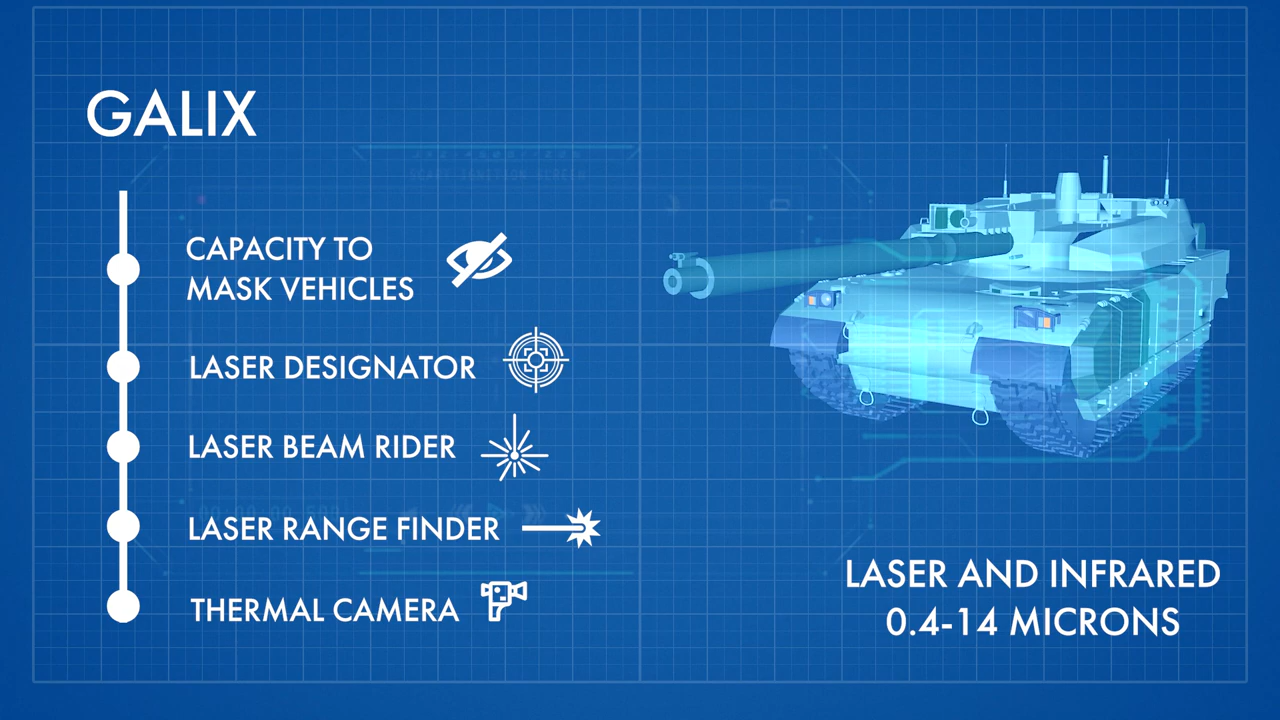 GALIX
CAPACITY TO
MASK VEHICLES
LASER DESIGNATOR
LASER BEAM RIDER
LASER RANGE FINDER
THERMAL CAMERA
LASER AND INFRARED
0.4-14 MICRONS